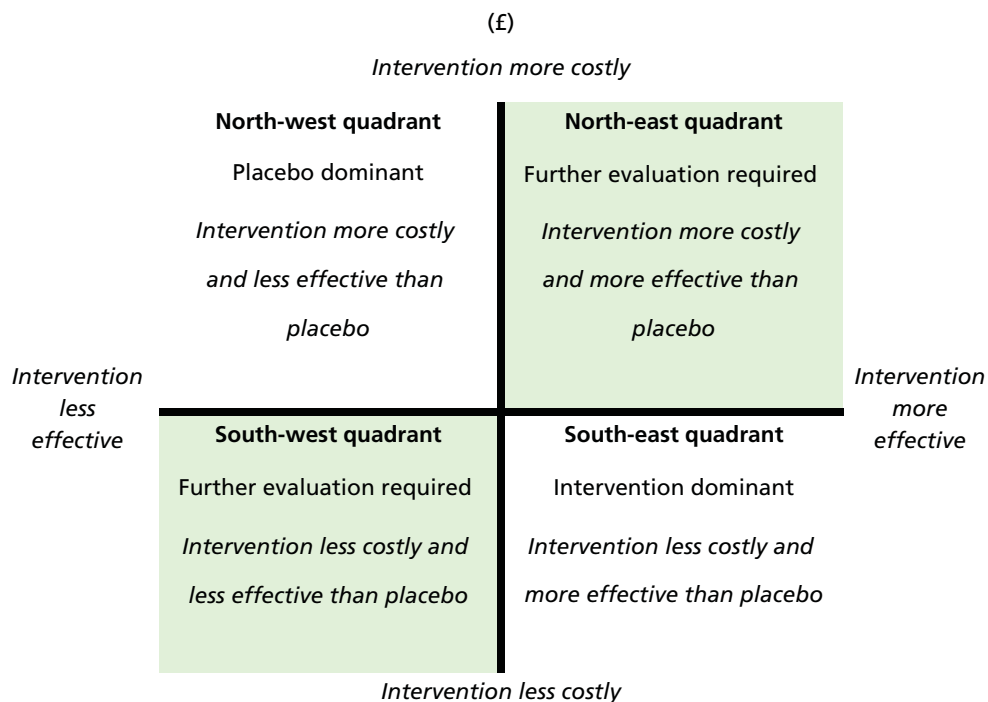 (£)
Intervention more costly
North-west quadrant
Placebo dominant
Intervention more costly
and less effective than
placebo
North-east quadrant
Further evaluation required
Intervention more costly
and more effective than
placebo
Intervention
less
effective
Intervention
more
effective
South-west quadrant
Further evaluation required
Intervention less costly and
less effective than placebo
South-east quadrant
Intervention dominant
Intervention less costly and
more effective than placebo
Intervention less costly